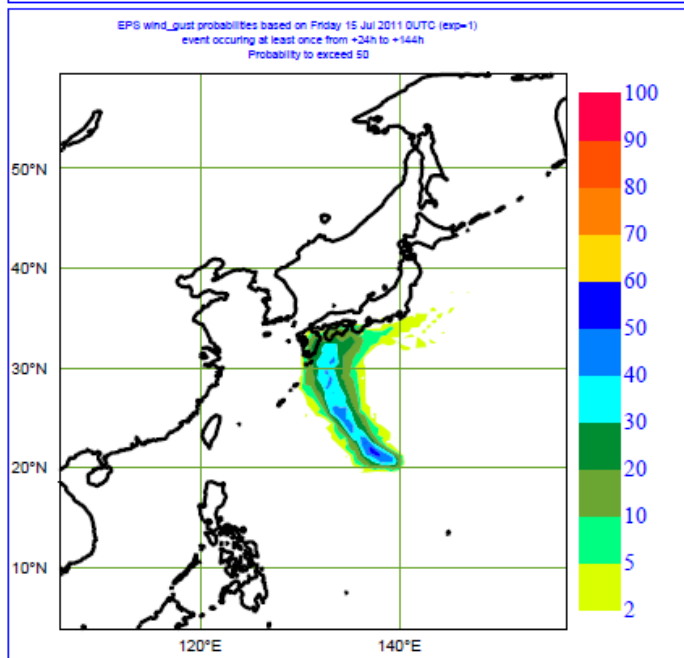 EPS wind_gust probabilities based on Friday 15 Jul 2011 0UTC (exp=1)
event occuring at least once from +24h to +144h
Probability to exceed 50
100
90
80
70
60
50
40
30
20
10
5
2
50°N
40°N
30°N
20°N
10°N
120°E
140°E